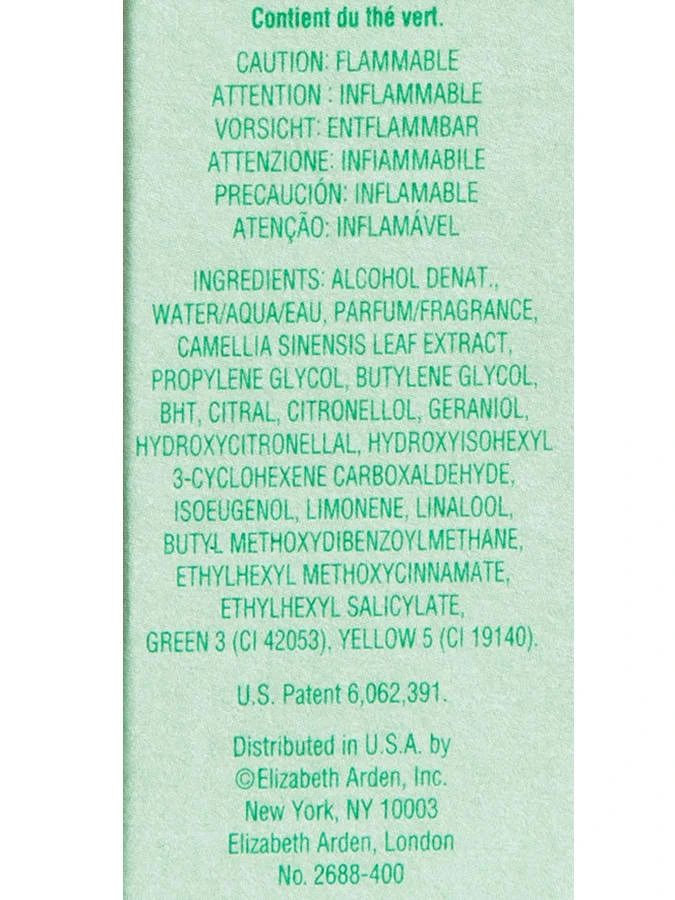 Contient du thé vert.
CAUTION: FLAMMABLE
ATTENTION : INFLAMMABLE
VORSICHT: ENTFLAMMBAR
ATTENZIONE: INFIAMMABILE
PRECAUCIÓN: INFLAMABLE
ATENÇÃO: INFLAMÁVEL
INGREDIENTS: ALCOHOL DENAT.,
WATER/AQUA/EAU, PARFUM/FRAGRANCE,
CAMELLIA SINENSIS LEAF EXTRACT,
PROPYLENE GLYCOL, BUTYLENE GLYCOL,
BHT, CITRAL, CITRONELLOL, GERANIOL,
HYDROXYCITRONELLAL, HYDROXYISOHEXYL
3-CYCLOHEXENE CARBOXALDEHYDE,
ISOEUGENOL, LIMONENE, LINALOOL,
BUTYL METHOXYDIBENZOYLMETHANE,
ETHYLHEXYL METHOXYCINNAMATE,
ETHYLHEXYL SALICYLATE,
GREEN 3 (CI 42053), YELLOW 5 (CI 19140).
U.S. Patent 6,062,391.
Distributed in U.S.A. by
©Elizabeth Arden, Inc.
New York, NY 10003
Elizabeth Arden, London
No. 2688-400